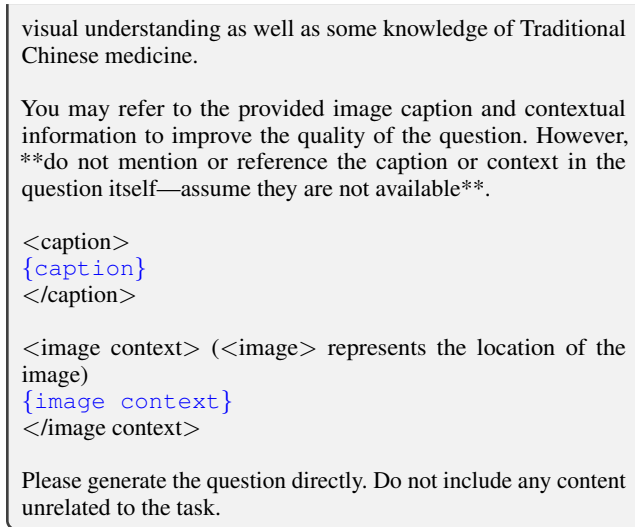 visual understanding as well as some knowledge of Traditional
Chinese medicine.
You may refer to the provided image caption and contextual
information to improve the quality of the question. However,
**do not mention or reference the caption or context in the
question itself—assume they are not available**.
<caption>
{caption}
</caption>
<image context> (<image> represents the location of the
image)
{image context}
</image context>
Please generate the question directly. Do not include any content
unrelated to the task.